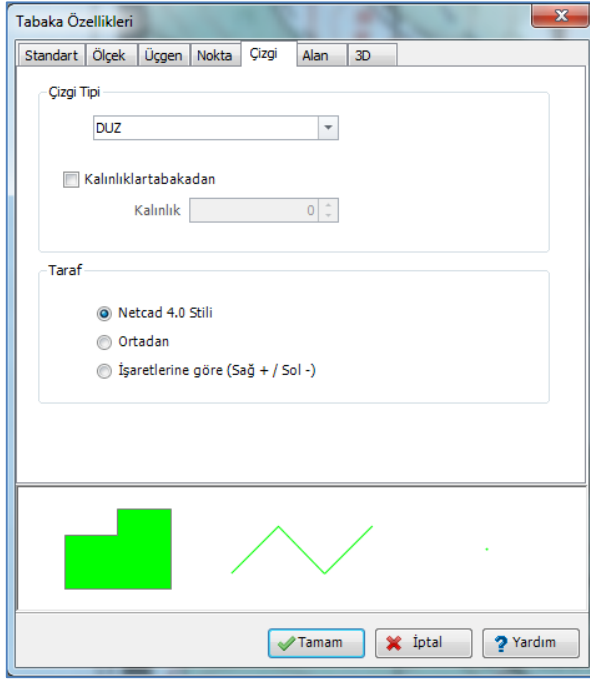 Tabaka Özellikleri
Standart Ölçek Üçgen Nokta Çizgi Alan 3D
Çizgi Tipi
DUZ
Kalınlıklartabakadan
Kalınlık 0
Taraf
Netcad 4.0 Stili
Ortadan
İşaretlerine göre (Sağ + / Sol -)
Tamam İptal Yardım